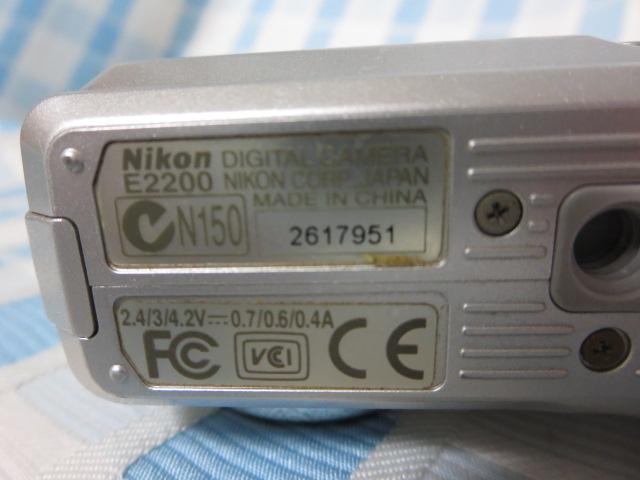 Nikon DIGITAL CAMERA
E2200 NIKON CORP. JAPAN
MADE IN CHINA
N150
2617951
2.4/3/4.2V⎓0.7/0.6/0.4A
FC VCCI CE